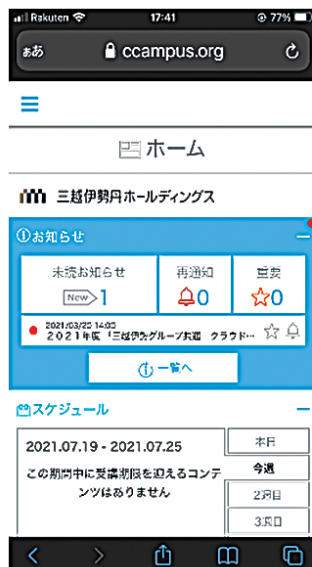 Rakuten 17:41 77%
ぁあ ccampus.org
ホーム
三越伊勢丹ホールディングス
お知らせ
未読お知らせ 再通知 重要
New 1 0 0
2021年度 「三越伊勢丹グループ共通 クラウド…
一覧へ
スケジュール
2021.07.19 - 2021.07.25
この期間中に受講期限を迎えるコンテンツはありません
本日
今週
2週目
3週目